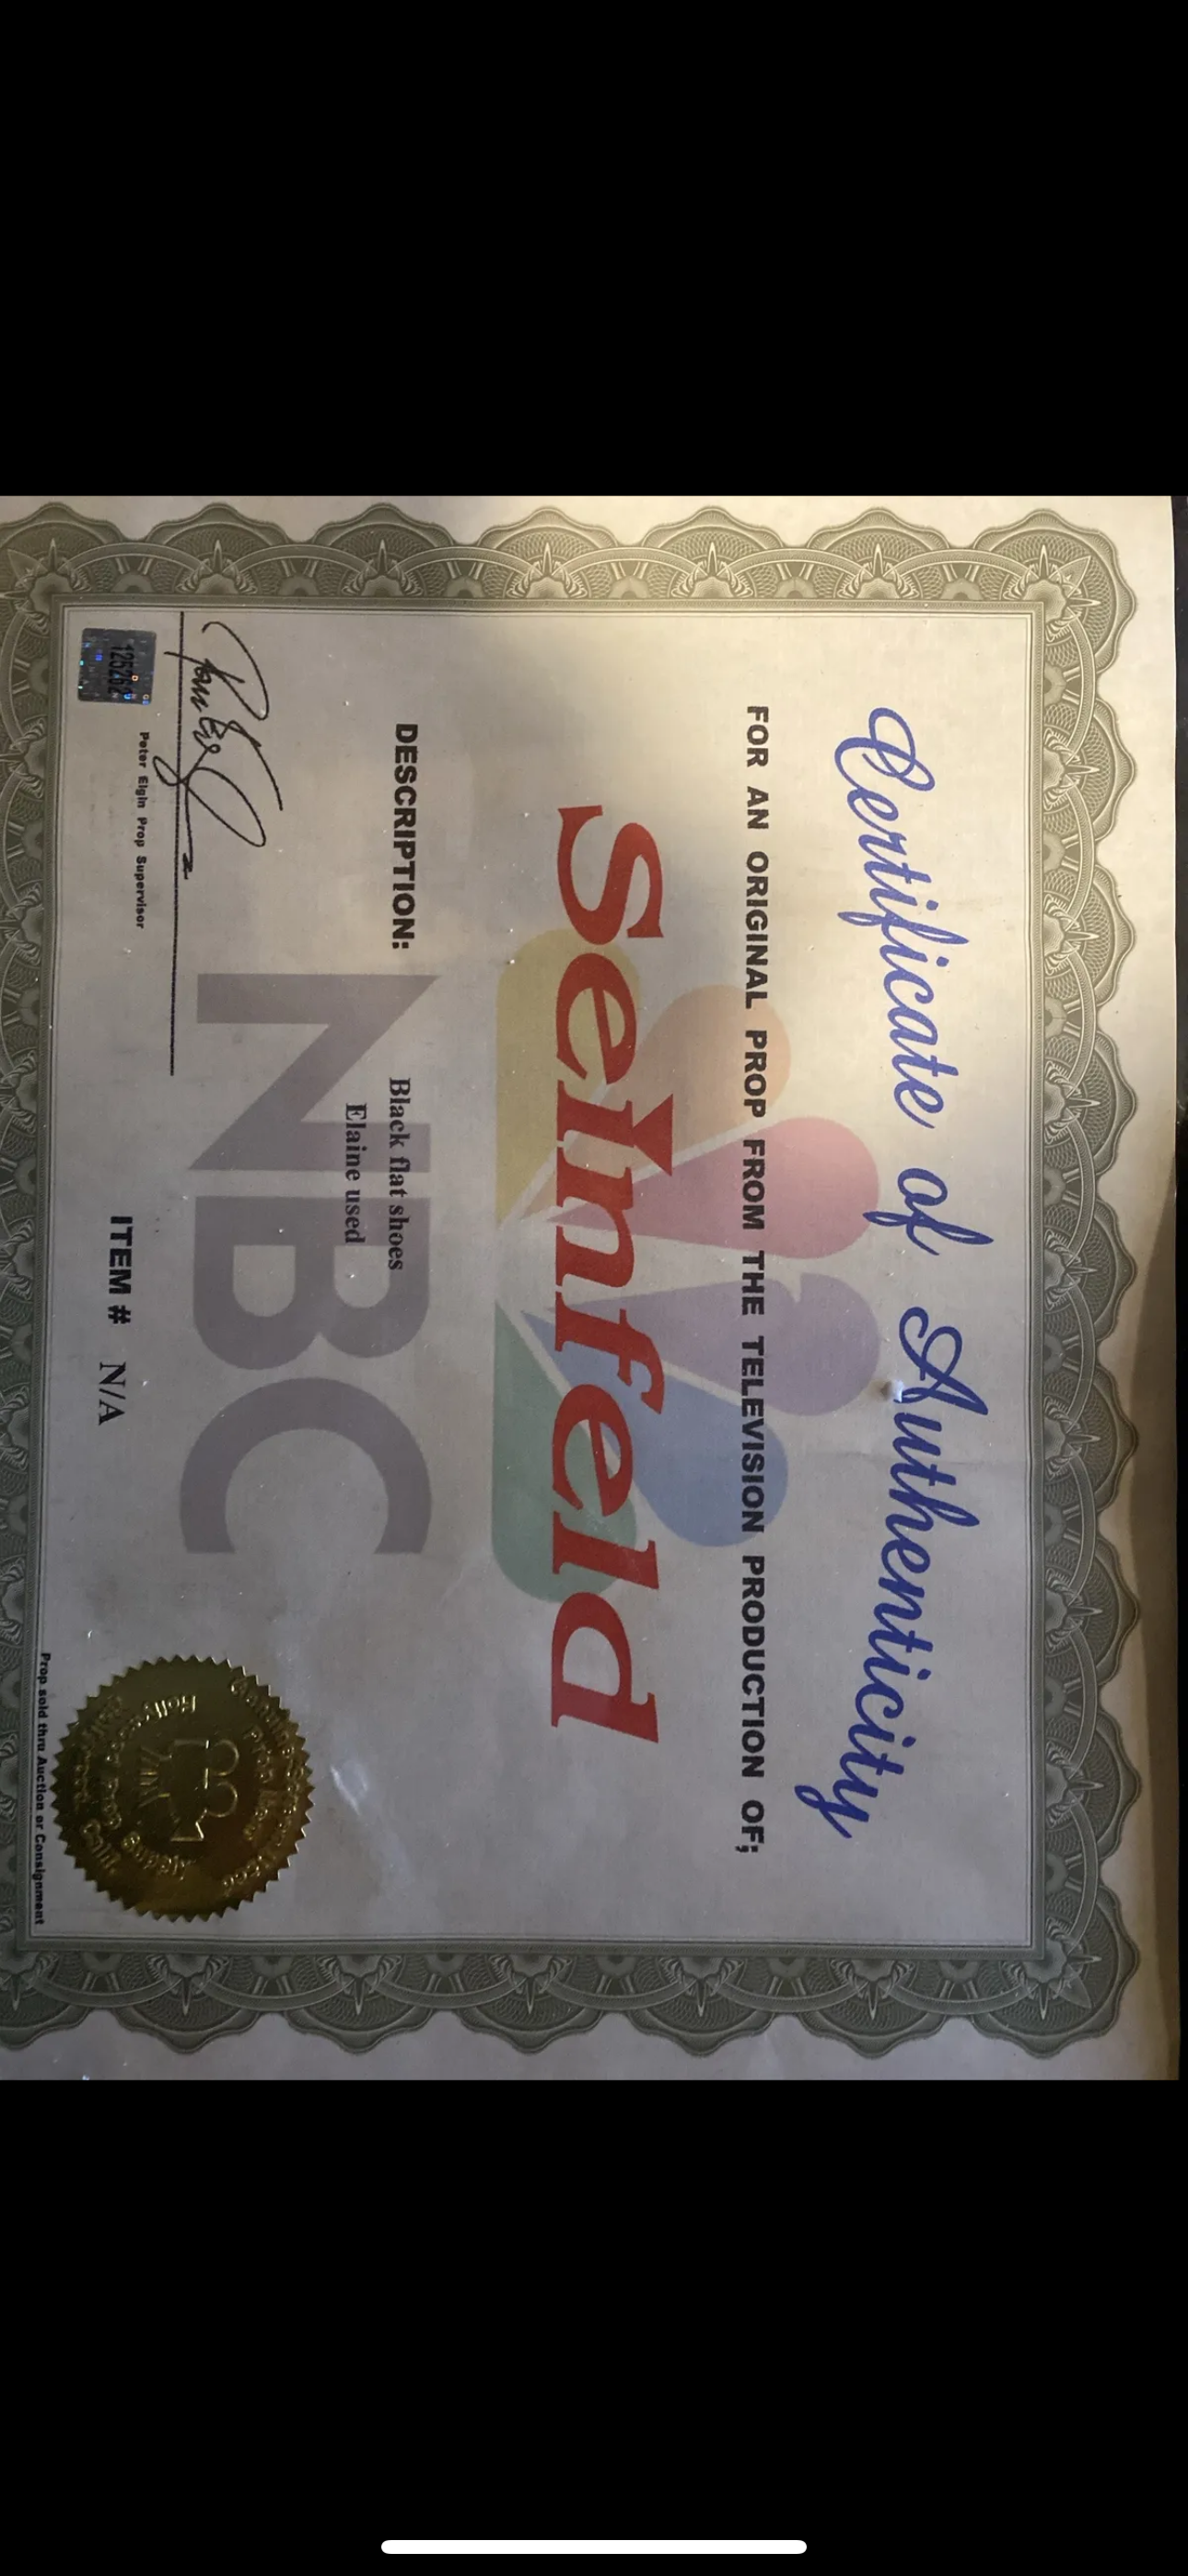 Certificate of Authenticity
FOR AN ORIGINAL PROP FROM THE TELEVISION PRODUCTION OF;
Seinfeld
DESCRIPTION: Black flat shoes
Elaine used
NBC
Peter Elgin Prop Supervisor
ITEM # N/A
125262
Prop sold thru Auction or Consignment